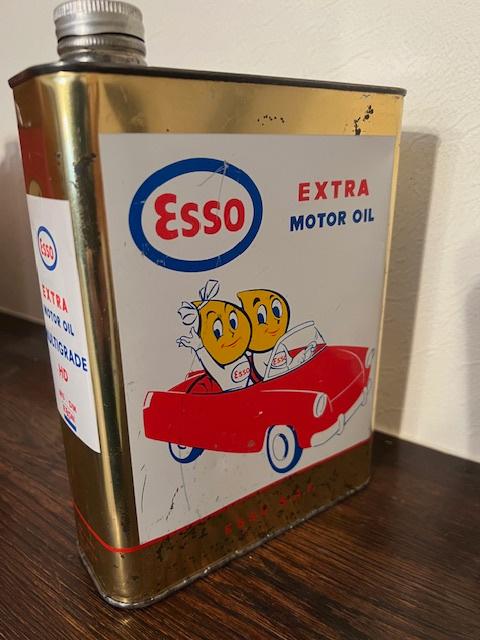 Esso
EXTRA
MOTOR OIL
Esso
Esso
Esso
EXTRA
MOTOR OIL
MULTIGRADE
HD